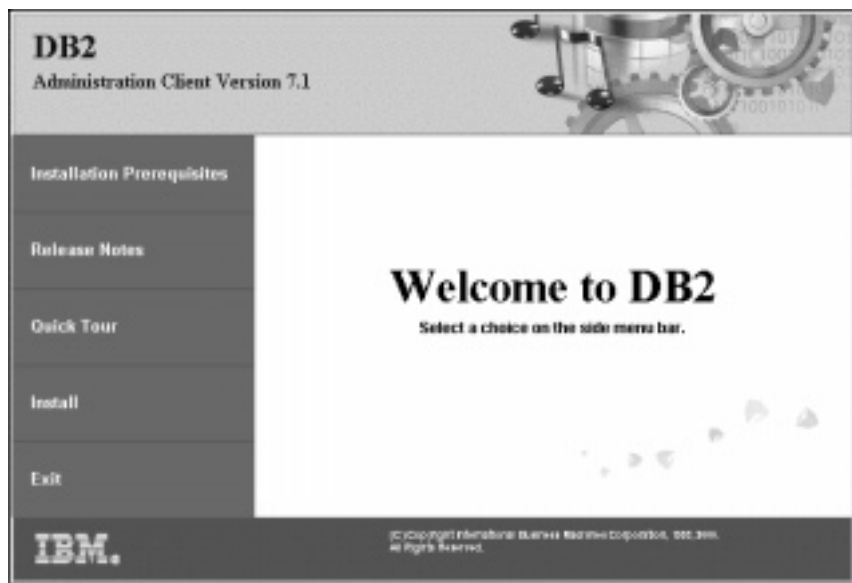 DB2
Administration Client Version 7.1
Installation Prerequisites
Release Notes
Quick Tour
Install
Exit
Welcome to DB2
Select a choice on the side menu bar.
IBM.
(C) Copyright International Business Machines Corporation,
All Rights Reserved.